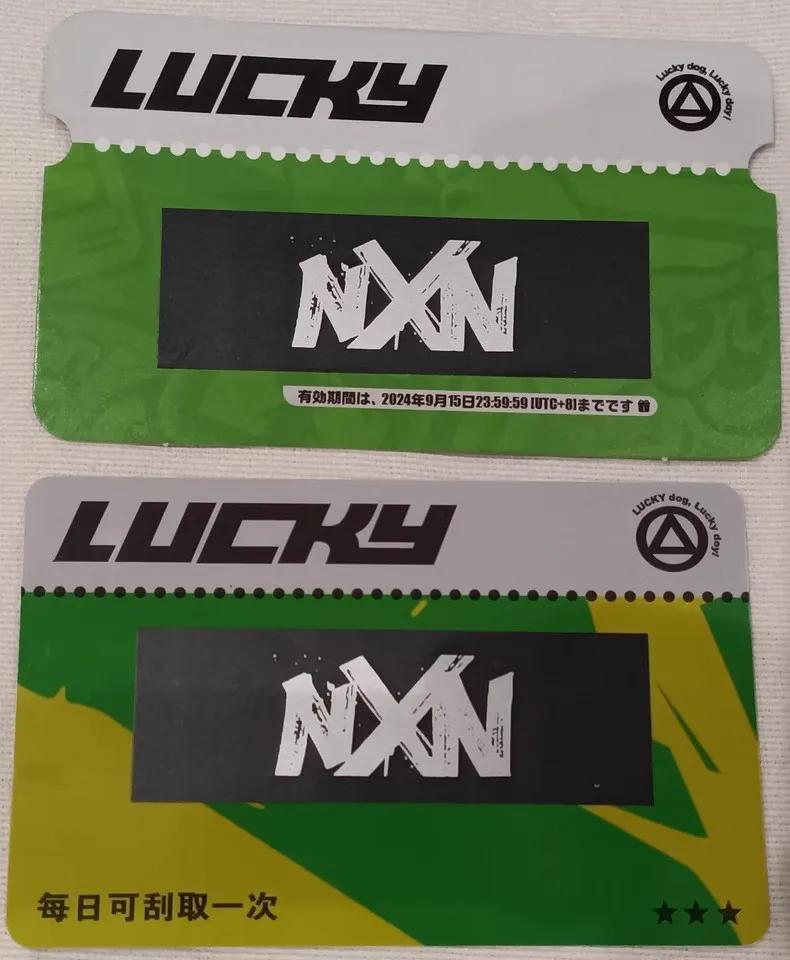 LUCKY
Lucky dog, Lucky day!
NXN
有効期間は、2024年9月15日23:59:59 [UTC+8]までです
LUCKY
LUCKY dog, Lucky day!
NXN
每日可刮取一次